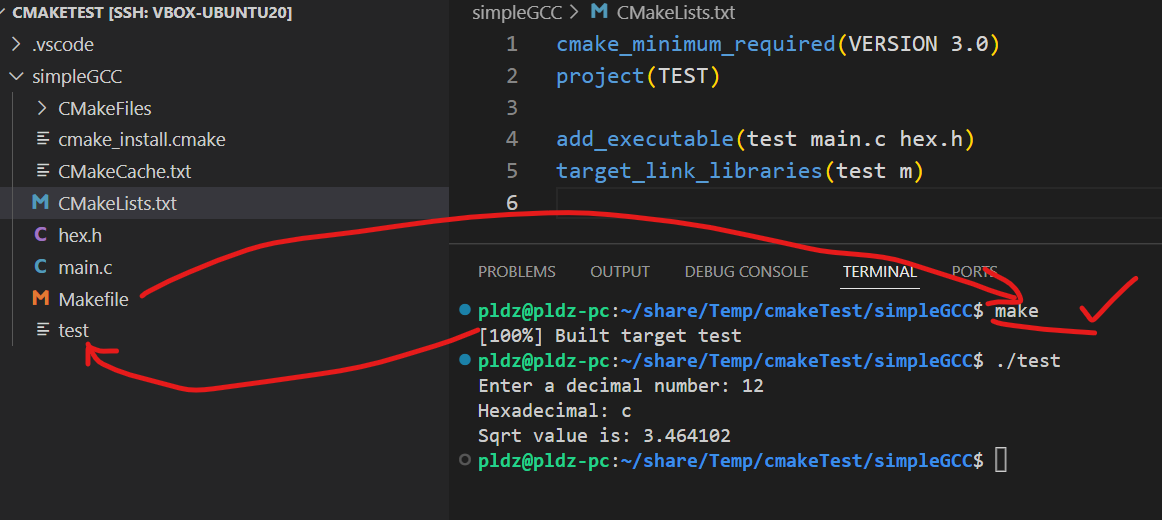 CMAKETEST [SSH: VBOX-UBUNTU20]
.vscode
simpleGCC
CMakeFiles
cmake_install.cmake
CMakeCache.txt
M CMakeLists.txt
C hex.h
C main.c
M Makefile
test
simpleGCC > M CMakeLists.txt
1 cmake_minimum_required(VERSION 3.0)
2 project(TEST)
3
4 add_executable(test main.c hex.h)
5 target_link_libraries(test m)
6
PROBLEMS OUTPUT DEBUG CONSOLE TERMINAL PORTS
pldz@pldz-pc:~/share/Temp/cmakeTest/simpleGCC$ make
[100%] Built target test
pldz@pldz-pc:~/share/Temp/cmakeTest/simpleGCC$ ./test
Enter a decimal number: 12
Hexadecimal: c
Sqrt value is: 3.464102
pldz@pldz-pc:~/share/Temp/cmakeTest/simpleGCC$